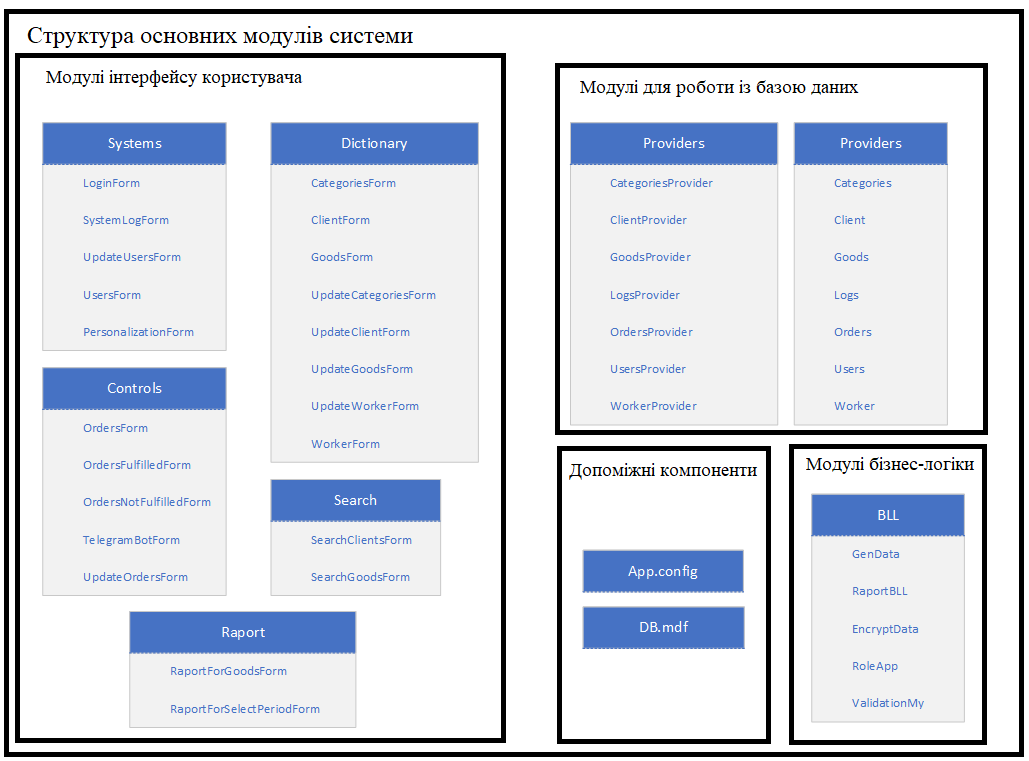 Структура основних модулів системи
Модулі інтерфейсу користувача
Systems
LoginForm
SystemLogForm
UpdateUsersForm
UsersForm
PersonalizationForm
Dictionary
CategoriesForm
ClientForm
GoodsForm
UpdateCategoriesForm
UpdateClientForm
UpdateGoodsForm
UpdateWorkerForm
WorkerForm
Controls
OrdersForm
OrdersFulfilledForm
OrdersNotFulfilledForm
TelegramBotForm
UpdateOrdersForm
Search
SearchClientsForm
SearchGoodsForm
Raport
RaportForGoodsForm
RaportForSelectPeriodForm
Модулі для роботи із базою даних
Providers
CategoriesProvider
ClientProvider
GoodsProvider
LogsProvider
OrdersProvider
UsersProvider
WorkerProvider
Providers
Categories
Client
Goods
Logs
Orders
Users
Worker
Допоміжні компоненти
App.config
DB.mdf
Модулі бізнес-логіки
BLL
GenData
RaportBLL
EncryptData
RoleApp
ValidationMy